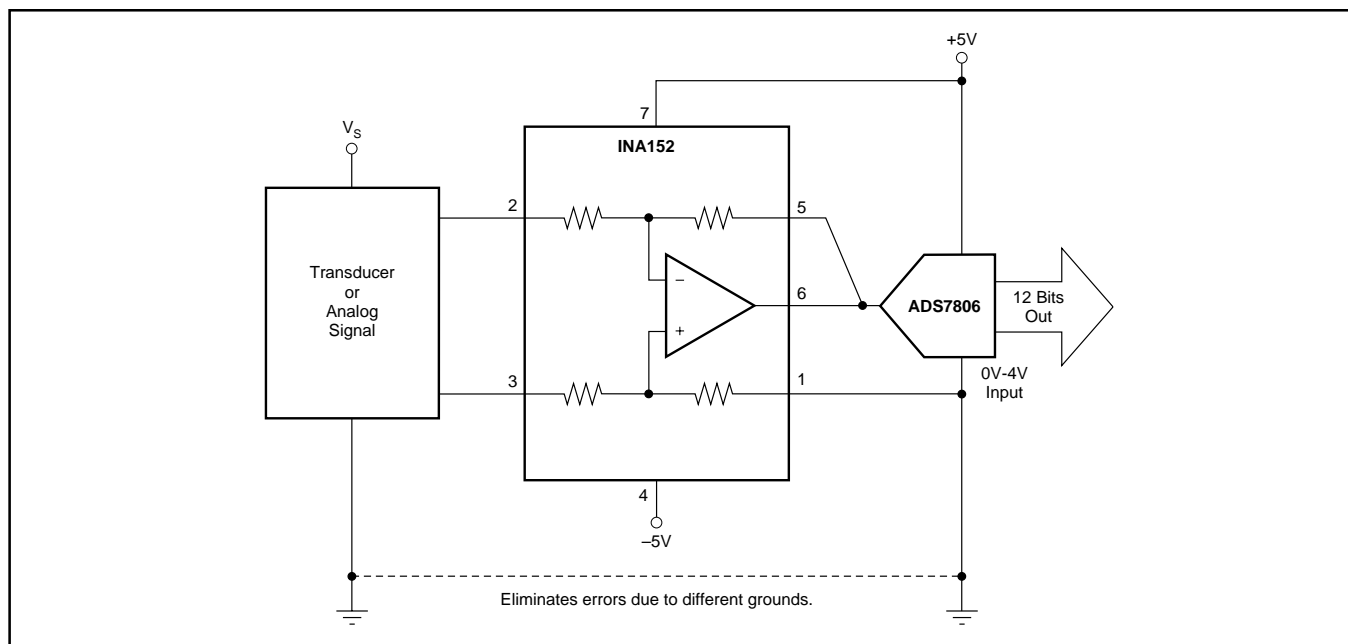 +5V
7
V_S
INA152
2
5
Transducer
or
Analog
Signal
–
6
+
ADS7806
12 Bits
Out
3
1
0V-4V
Input
4
–5V
Eliminates errors due to different grounds.